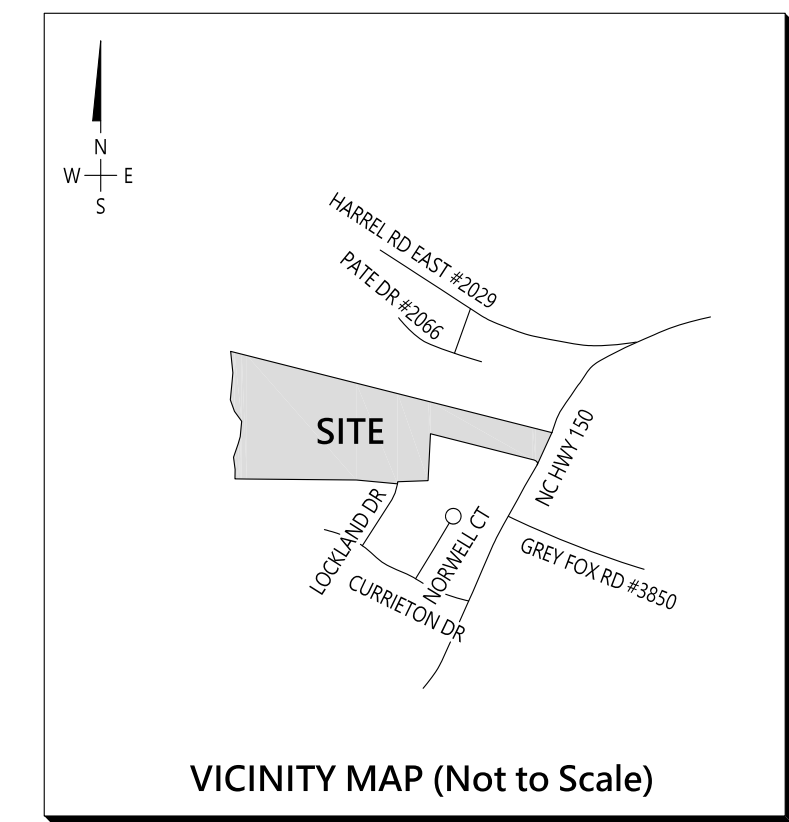 N
W E
S
HARREL RD EAST #2029
PATE DR #2066
SITE
NC HWY 150
LOCKLAND DR
NORWELL CT
GREY FOX RD #3850
CURRIETON DR
VICINITY MAP (Not to Scale)